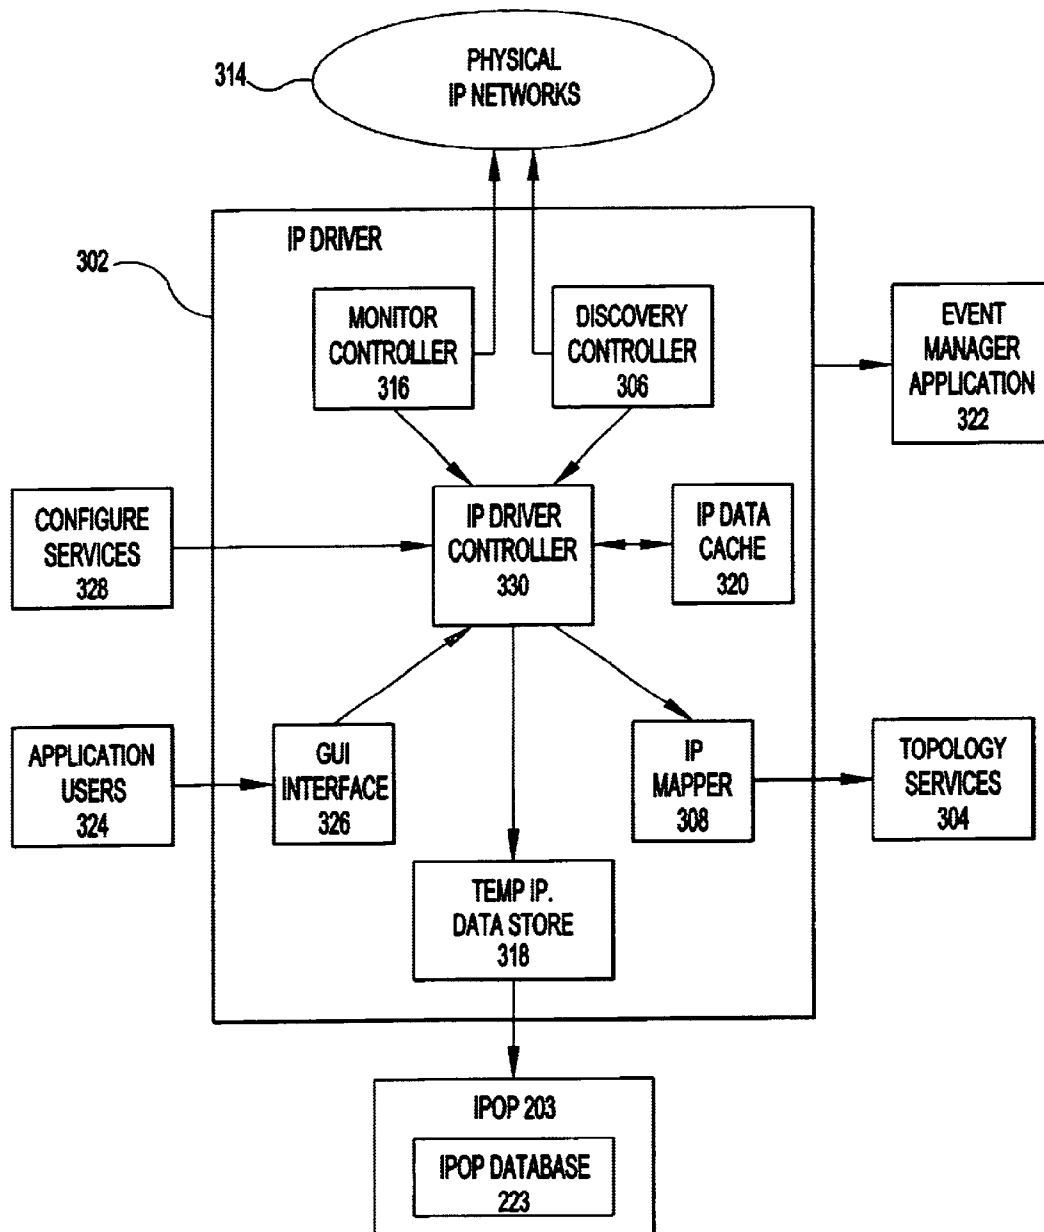 PHYSICAL
IP NETWORKS
314
IP DRIVER
302
MONITOR
CONTROLLER
316
DISCOVERY
CONTROLLER
306
EVENT
MANAGER
APPLICATION
322
CONFIGURE
SERVICES
328
IP DRIVER
CONTROLLER
330
IP DATA
CACHE
320
APPLICATION
USERS
324
GUI
INTERFACE
326
IP
MAPPER
308
TOPOLOGY
SERVICES
304
TEMP IP.
DATA STORE
318
IPOP 203
IPOP DATABASE
223